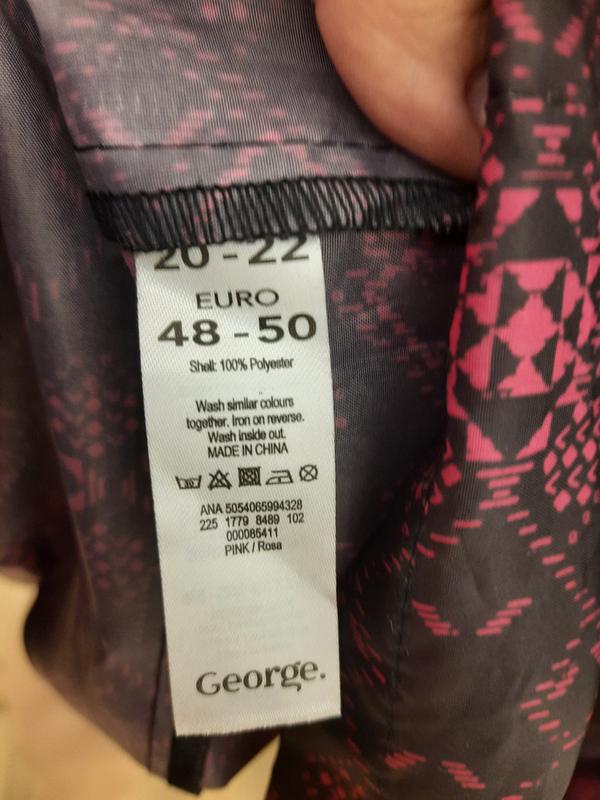 20 - 22
EURO
48 - 50
Shell: 100% Polyester
Wash similar colours
together. Iron on reverse.
Wash inside out.
MADE IN CHINA
ANA 5054065994328
225 1779 8489 102
000085411
PINK / Rosa
George.